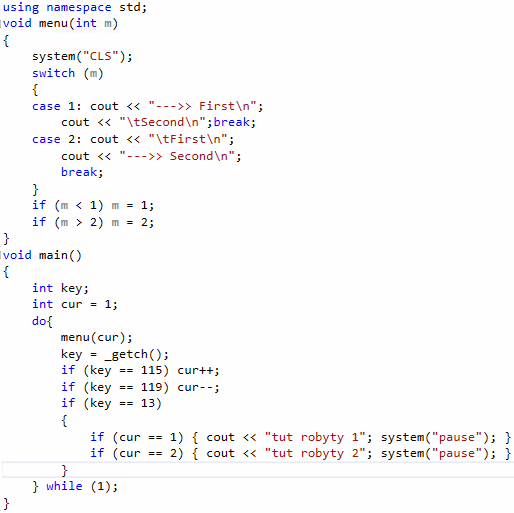 using namespace std;
void menu(int m)
{
    system("CLS");
    switch (m)
    {
    case 1: cout << "--->> First\n";
        cout << "\tSecond\n";break;
    case 2: cout << "\tFirst\n";
        cout << "--->> Second\n";
        break;
    }
    if (m < 1) m = 1;
    if (m > 2) m = 2;
}
void main()
{
    int key;
    int cur = 1;
    do{
        menu(cur);
        key = _getch();
        if (key == 115) cur++;
        if (key == 119) cur--;
        if (key == 13)
        {
            if (cur == 1) { cout << "tut robyty 1"; system("pause"); }
            if (cur == 2) { cout << "tut robyty 2"; system("pause"); }
        }
    } while (1);
}